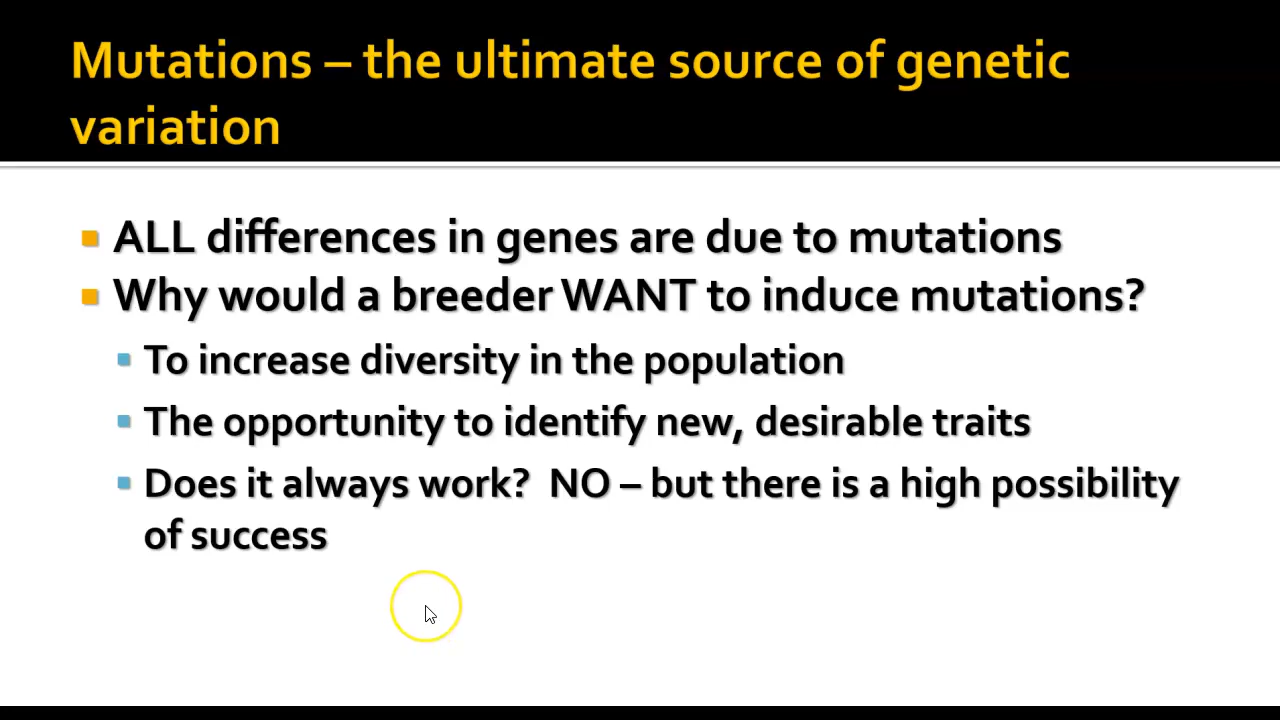 Mutations – the ultimate source of genetic
variation
ALL differences in genes are due to mutations
Why would a breeder WANT to induce mutations?
To increase diversity in the population
The opportunity to identify new, desirable traits
Does it always work?  NO – but there is a high possibility
of success